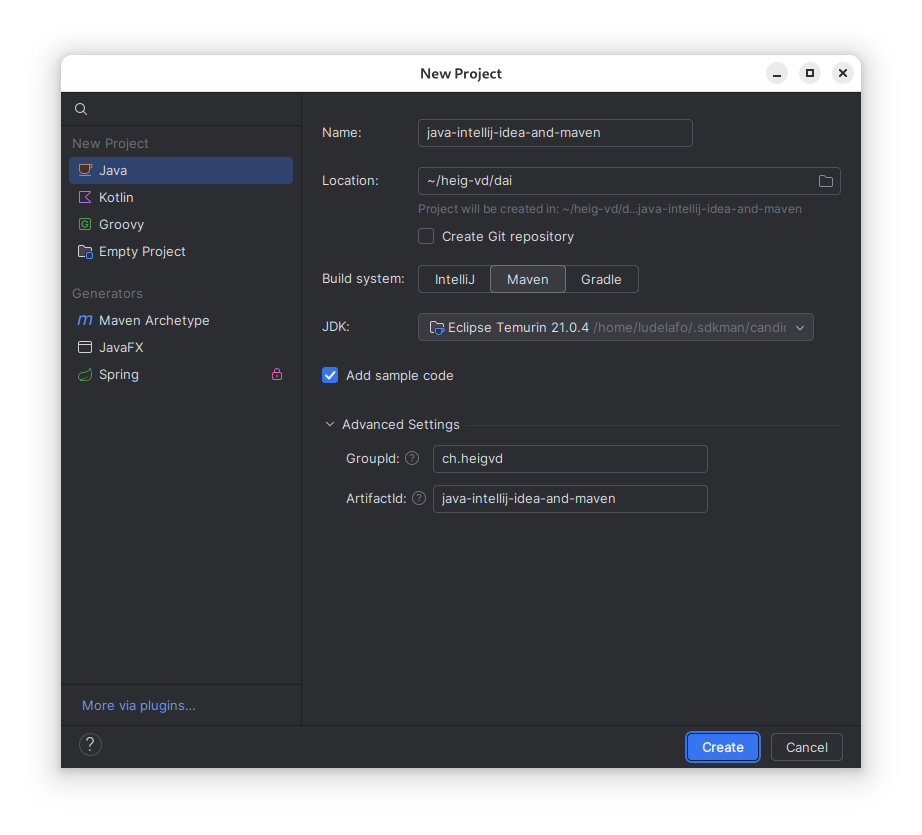 New Project
New Project
Java
Kotlin
Groovy
Empty Project
Generators
Maven Archetype
JavaFX
Spring
More via plugins...
Name: java-intellij-idea-and-maven
Location: ~/heig-vd/dai
Project will be created in: ~/heig-vd/d...java-intellij-idea-and-maven
Create Git repository
Build system: IntelliJ Maven Gradle
JDK: Eclipse Temurin 21.0.4 /home/ludelafo/.sdkman/candi
Add sample code
Advanced Settings
GroupId: ? ch.heigvd
ArtifactId: ? java-intellij-idea-and-maven
? Create Cancel